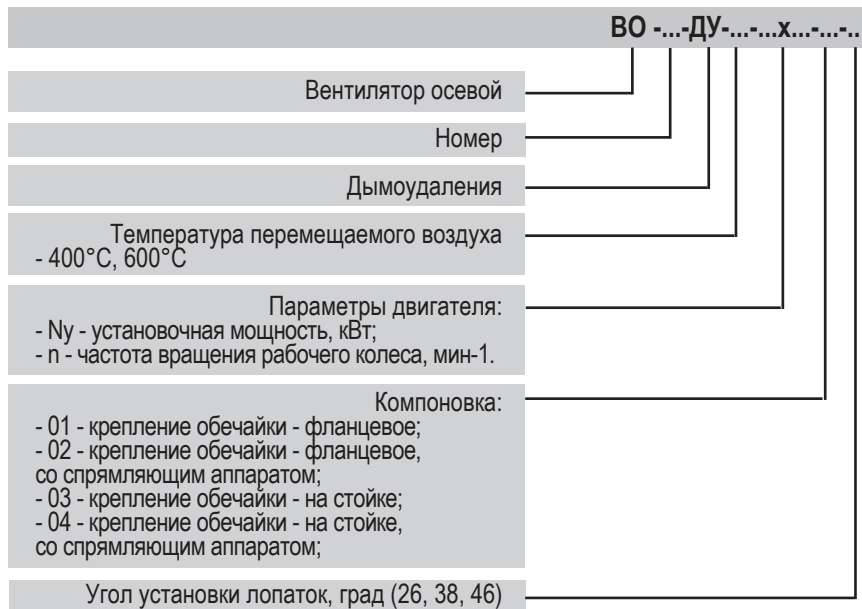 ВО -...-ДУ-...-...х...-...-..
Вентилятор осевой
Номер
Дымоудаления
Температура перемещаемого воздуха
- 400°С, 600°С
Параметры двигателя:
- Nу - установочная мощность, кВт;
- n - частота вращения рабочего колеса, мин-1.
Компоновка:
- 01 - крепление обечайки - фланцевое;
- 02 - крепление обечайки - фланцевое,
со спрямляющим аппаратом;
- 03 - крепление обечайки - на стойке;
- 04 - крепление обечайки - на стойке,
со спрямляющим аппаратом;
Угол установки лопаток, град (26, 38, 46)